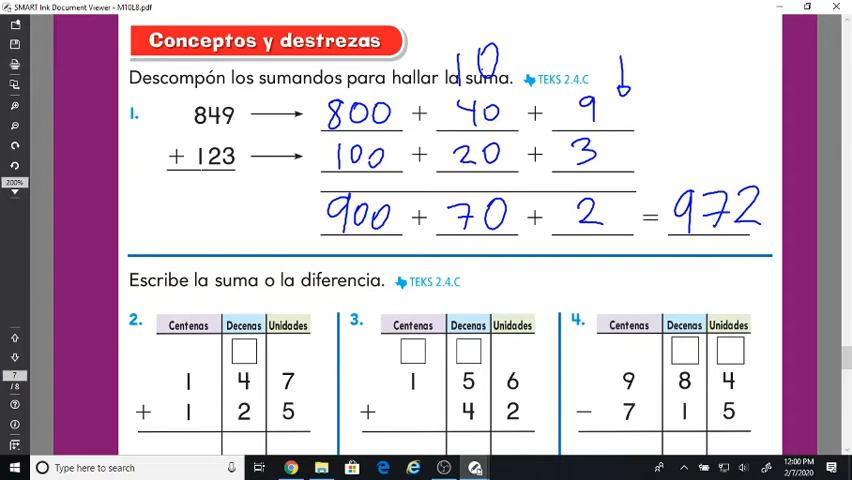 SMART Ink Document Viewer - M10L8.pdf
Conceptos y destrezas
10
Descompón los sumandos para hallar la suma. TEKS 2.4.C
1. 849 800 + 40 + 9
+ 123 100 + 20 + 3
900 + 70 + 2 = 972
Escribe la suma o la diferencia. TEKS 2.4.C
2. Centenas Decenas Unidades
1 4 7
+ 1 2 5
3. Centenas Decenas Unidades
1 5 6
+ 4 2
4. Centenas Decenas Unidades
9 8 4
- 7 1 5
200%
7
/ 8
Type here to search
12:00 PM
2/7/2020